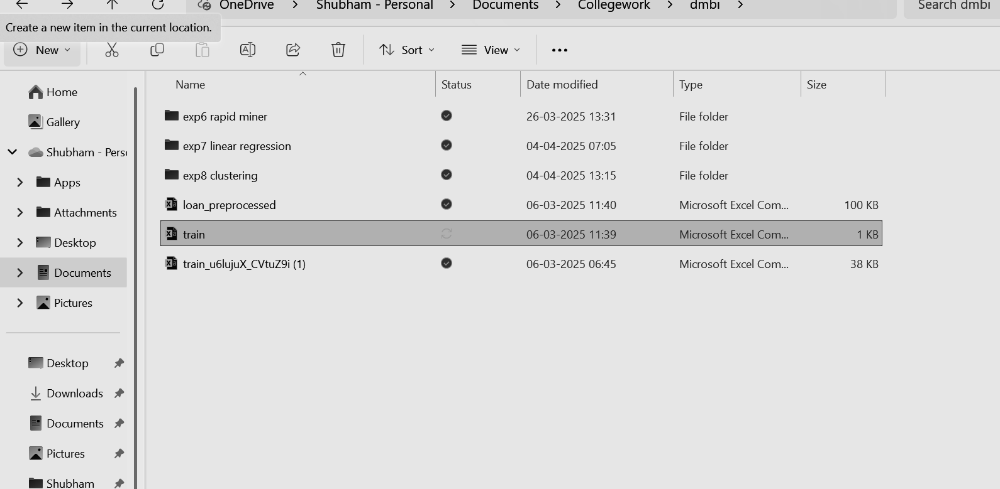 OneDrive > Shubham - Personal > Documents > Collegework > dmbi > Search dmbi
Create a new item in the current location.
New Sort View
Name Status Date modified Type Size
Home
Gallery
Shubham - Pers
Apps
Attachments
Desktop
Documents
Pictures
Desktop
Downloads
Documents
Pictures
Shubham
exp6 rapid miner 26-03-2025 13:31 File folder
exp7 linear regression 04-04-2025 07:05 File folder
exp8 clustering 04-04-2025 13:15 File folder
loan_preprocessed 06-03-2025 11:40 Microsoft Excel Com... 100 KB
train 06-03-2025 11:39 Microsoft Excel Com... 1 KB
train_u6lujuX_CVtuZ9i (1) 06-03-2025 06:45 Microsoft Excel Com... 38 KB